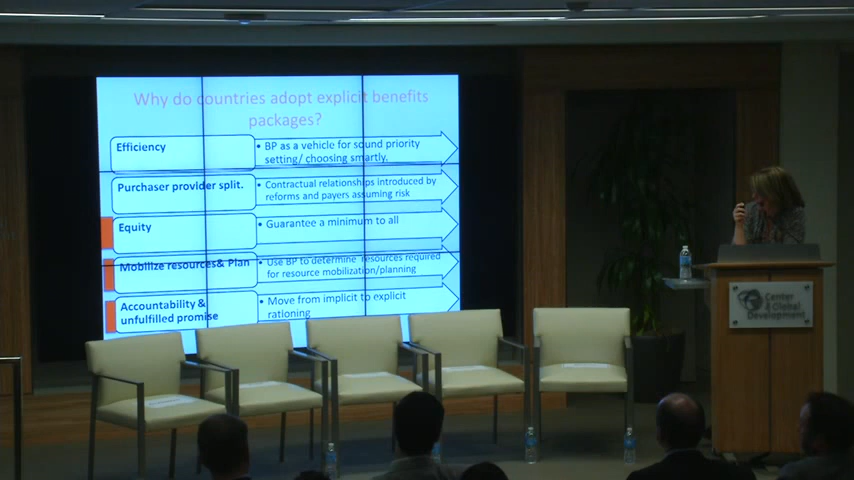 Why do countries adopt explicit benefits
packages?
Efficiency
• BP as a vehicle for sound priority
setting/ choosing smartly.
Purchaser provider split.
• Contractual relationships introduced by
reforms and payers assuming risk
Equity
• Guarantee a minimum to all
Mobilize resources& Plan
• Use BP to determine resources required
for resource mobilization/planning
Accountability &
unfulfilled promise
• Move from implicit to explicit
rationing
Center
for Global
Development